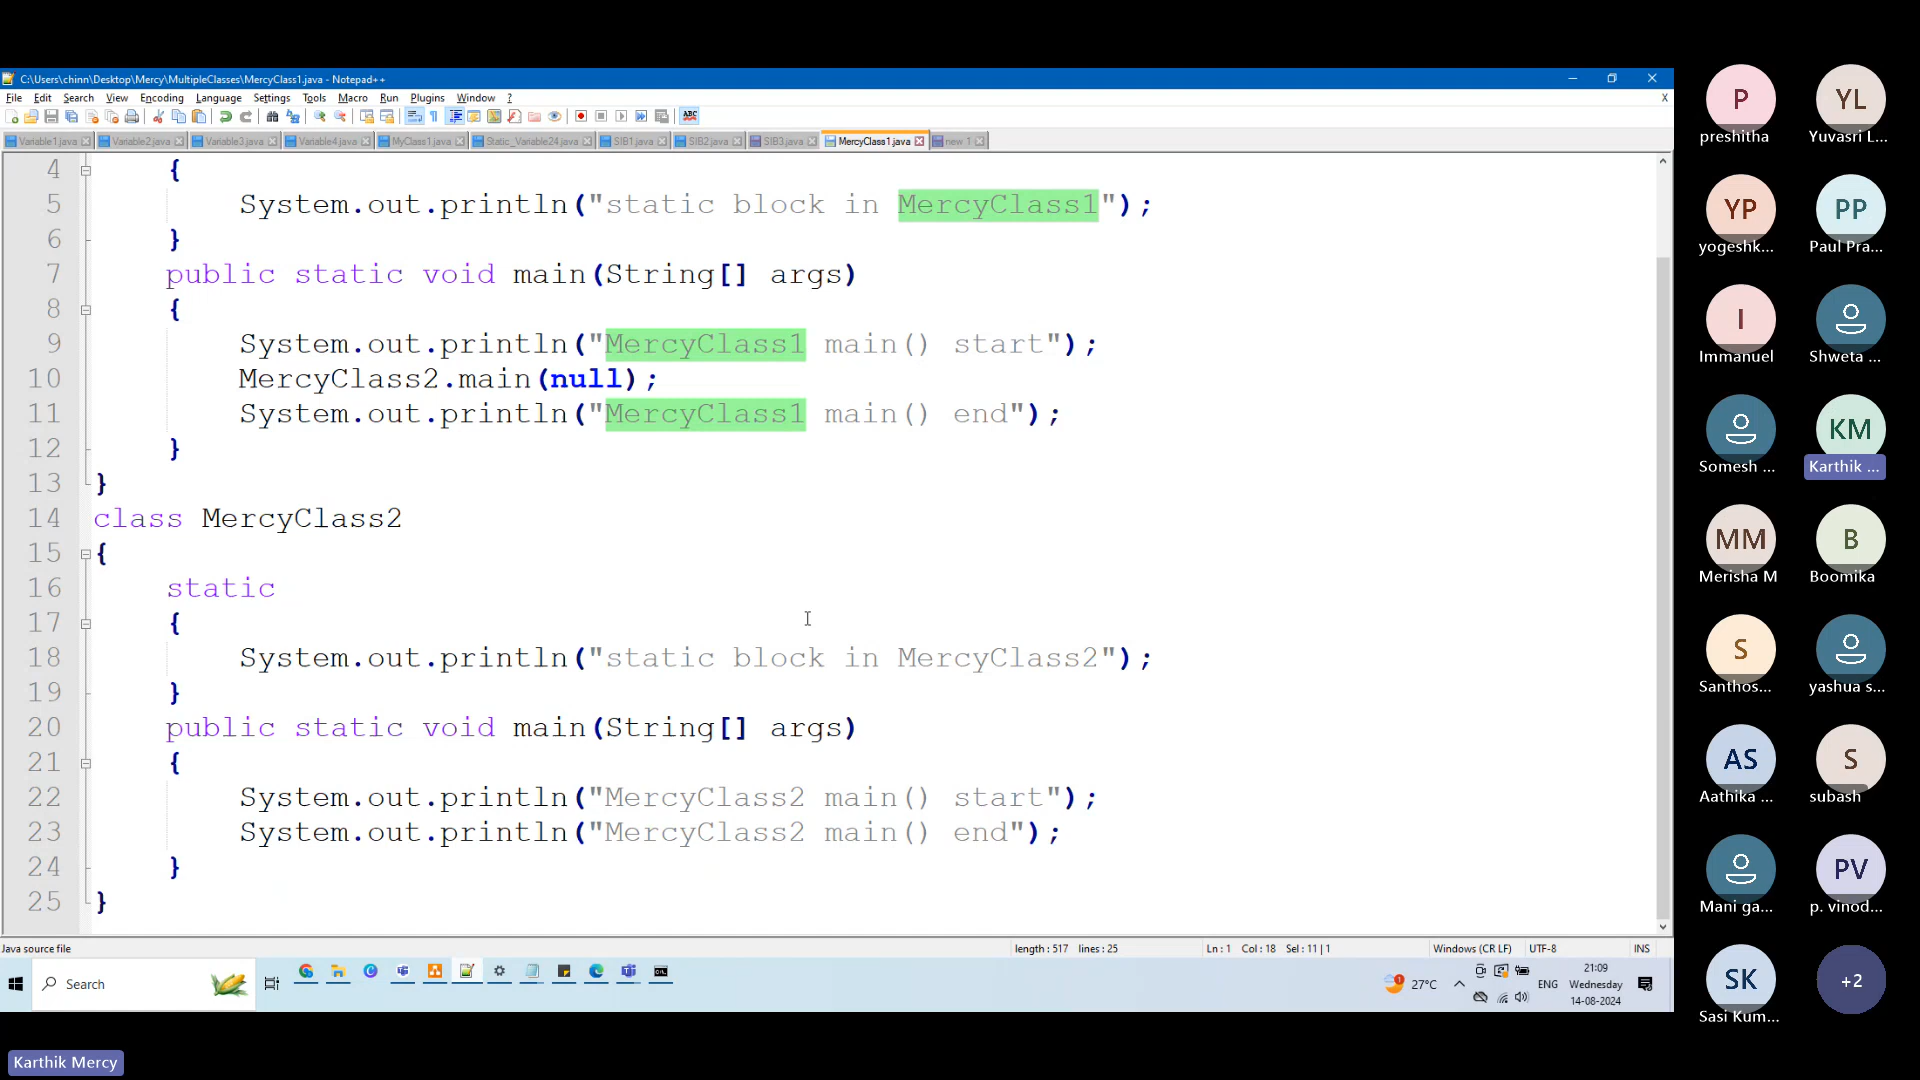 C:\Users\chinn\Desktop\Mercy\MultipleClasses\MercyClass1.java - Notepad++
File Edit Search View Encoding Language Settings Tools Macro Run Plugins Window ? X
Variable1.java Variable2.java Variable3.java Variable4.java MyClass1.java Static_Variable24.java SIB1.java SIB2.java SIB3.java MercyClass1.java new 1
4 {
5 System.out.println("static block in MercyClass1");
6 }
7 public static void main(String[] args)
8 {
9 System.out.println("MercyClass1 main() start");
10 MercyClass2.main(null);
11 System.out.println("MercyClass1 main() end");
12 }
13 }
14 class MercyClass2
15 {
16 static
17 {
18 System.out.println("static block in MercyClass2");
19 }
20 public static void main(String[] args)
21 {
22 System.out.println("MercyClass2 main() start");
23 System.out.println("MercyClass2 main() end");
24 }
25 }
Java source file length : 517 lines : 25 Ln : 1 Col : 18 Sel : 11 | 1 Windows (CR LF) UTF-8 INS
Search 27°C ENG 21:09
Wednesday
14-08-2024
P YL
preshitha Yuvasri L...
YP PP
yogeshk... Paul Pra...
I
Immanuel Shweta ...
KM
Somesh ... Karthik ...
MM B
Merisha M Boomika
S
Santhos... yashua s...
AS S
Aathika ... subash
PV
Mani ga... p. vinod...
SK +2
Sasi Kum...
Karthik Mercy